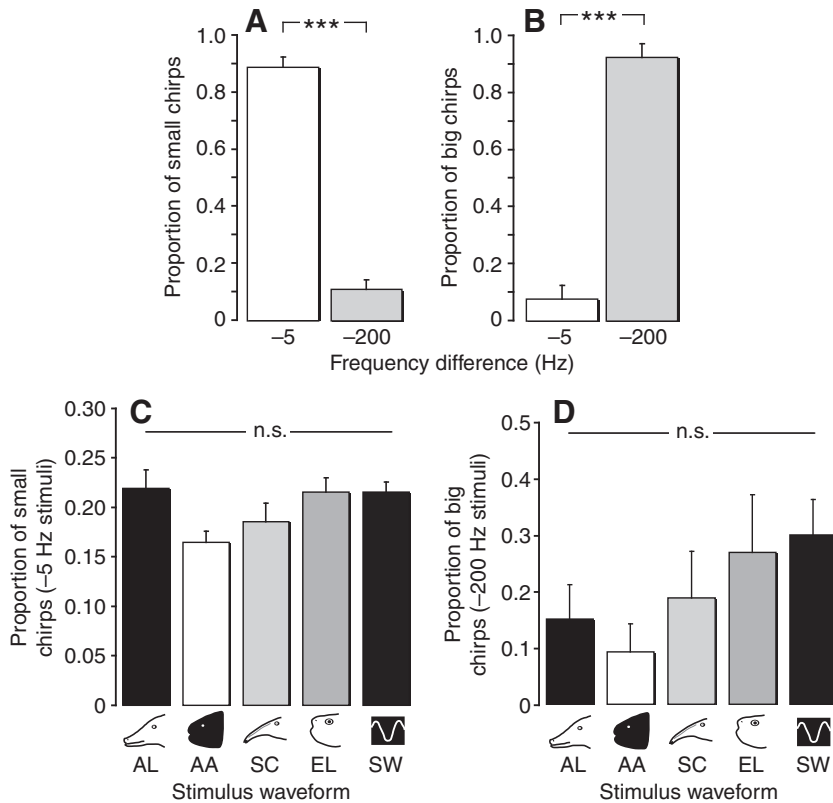 A
***
1.0
0.8
0.6
0.4
0.2
0
Proportion of small chirps
–5
–200
B
***
1.0
0.8
0.6
0.4
0.2
0
Proportion of big chirps
–5
–200
Frequency difference (Hz)
C
n.s.
0.30
0.25
0.20
0.15
0.10
0.05
0
Proportion of small
chirps (–5 Hz stimuli)
AL
AA
SC
EL
SW
Stimulus waveform
D
n.s.
0.5
0.4
0.3
0.2
0.1
0
Proportion of big
chirps (–200 Hz stimuli)
AL
AA
SC
EL
SW
Stimulus waveform